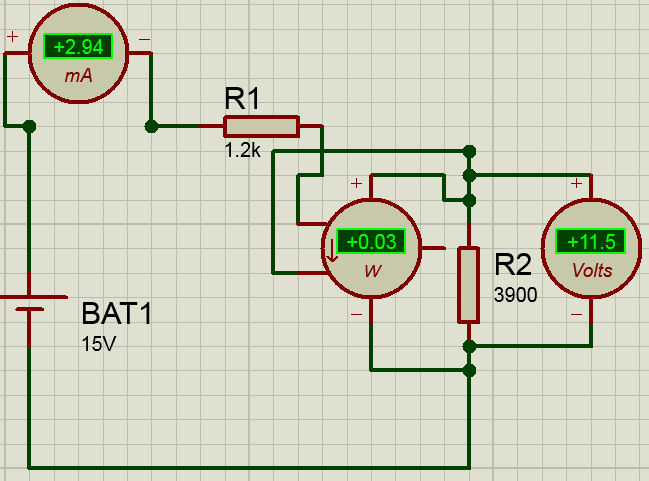 + +2.94 −
mA
R1
1.2k
+ +
+0.03 +11.5
W Volts
R2
3900
− −
BAT1
15V